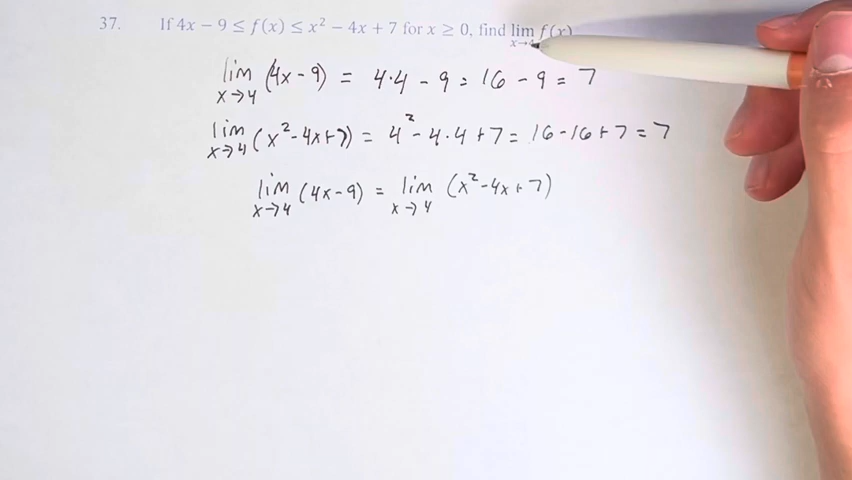 37. If 4x − 9 ≤ f(x) ≤ x² − 4x + 7 for x ≥ 0, find lim f(x)
x→
lim (4x − 9) = 4·4 − 9 = 16 − 9 = 7
x→4
lim (x² − 4x + 7) = 4² − 4·4 + 7 = 16 − 16 + 7 = 7
x→4
lim (4x − 9) = lim (x² − 4x + 7)
x→4 x→4